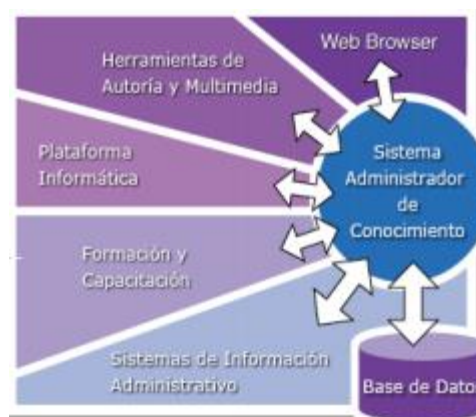 Web Browser
Herramientas de
Autoría y Multimedia
Plataforma
Informática
Sistema
Administrador
de
Conocimiento
Formación y
Capacitación
Sistemas de Información
Administrativo
Base de Dato